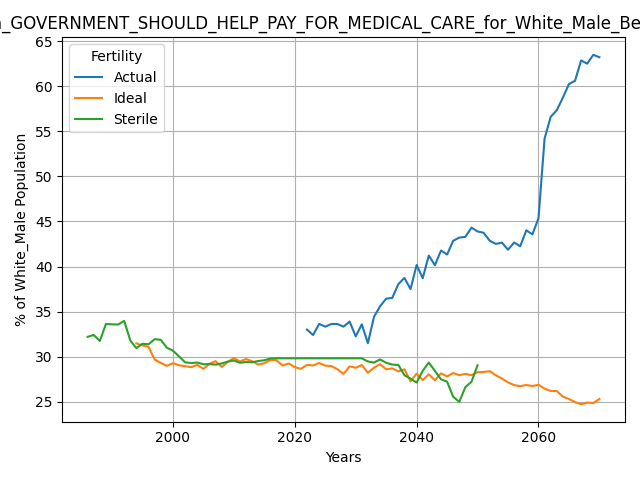 _GOVERNMENT_SHOULD_HELP_PAY_FOR_MEDICAL_CARE_for_White_Male_Be
65
60
55
50
45
40
35
30
25
% of White_Male Population
Fertility
Actual
Ideal
Sterile
2000
2020
2040
2060
Years